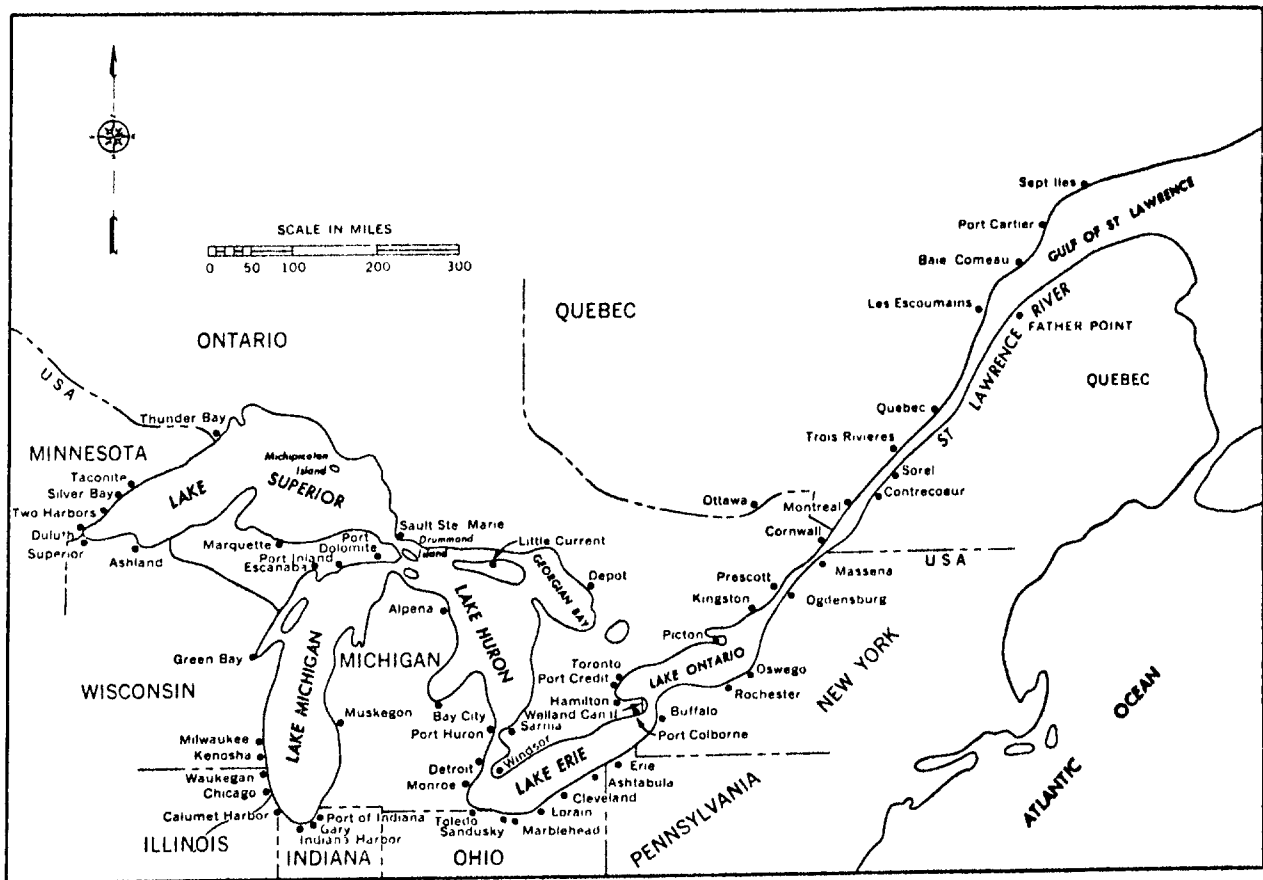 Sept Iles
Port Cartier
GULF OF ST LAWRENCE
SCALE IN MILES
0 50 100 200 300
Baie Comeau
Les Escoumains
QUEBEC
FATHER POINT
ST LAWRENCE RIVER
ONTARIO
USA
QUEBEC
Thunder Bay
Quebec
Trois Rivieres
MINNESOTA
Michipicoton
Island
Taconite
Silver Bay
LAKE SUPERIOR
Sorel
Contrecoeur
Two Harbors
Ottawa
Montreal
Duluth
Superior
Ashland
Marquette
Port
Dolomite
Sault Ste Marie
Drummond
Island
Little Current
Cornwall
Port Inland
Escanaba
USA
Massena
GEORGIAN BAY
Depot
Prescott
Kingston
Ogdensburg
Alpena
LAKE HURON
Picton
Green Bay
MICHIGAN
WISCONSIN
LAKE MICHIGAN
Toronto
Port Credit
LAKE ONTARIO
Oswego
Rochester
NEW YORK
Hamilton
Welland Canal
Muskegon
Bay City
Port Huron
Sarnia
Buffalo
Port Colborne
Milwaukee
Kenosha
Windsor
Waukegan
Chicago
Detroit
Monroe
LAKE ERIE
Erie
Ashtabula
Cleveland
Calumet Harbor
Port of Indiana
Gary
Indiana Harbor
Toledo
Sandusky
Lorain
Marblehead
ILLINOIS
INDIANA
OHIO
PENNSYLVANIA
ATLANTIC OCEAN